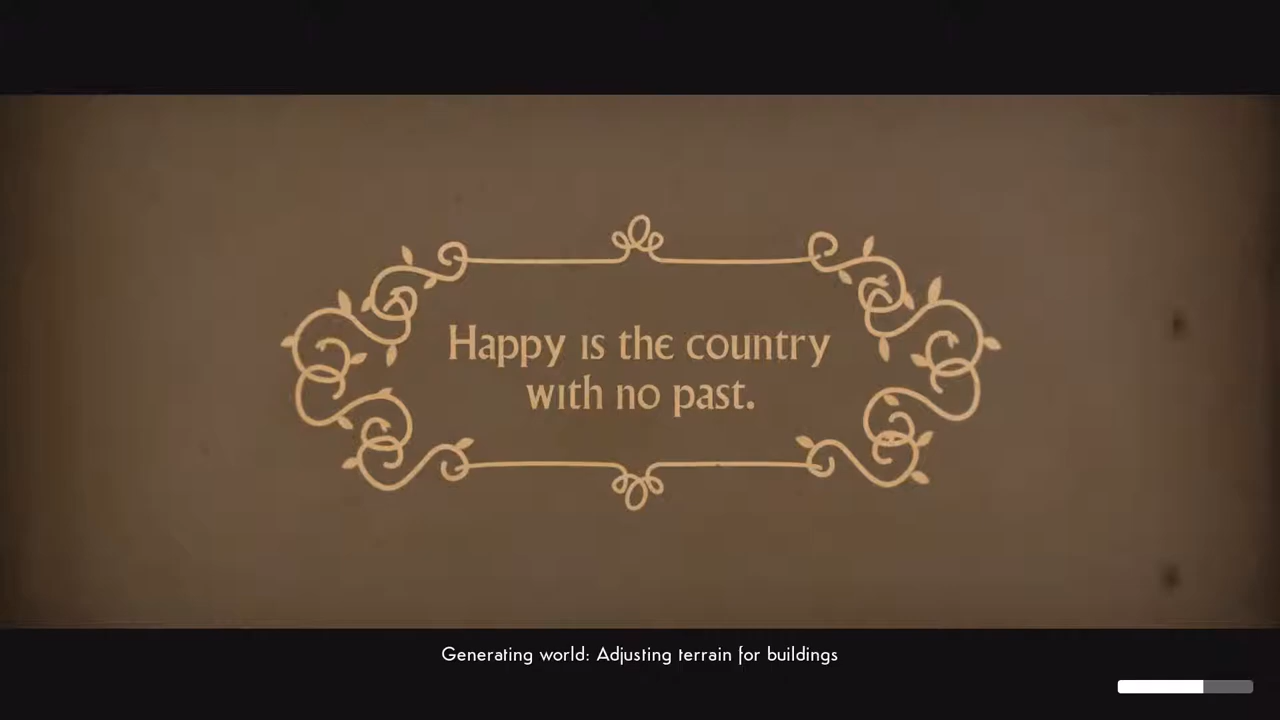 Happy is the country
with no past.
Generating world: Adjusting terrain for buildings